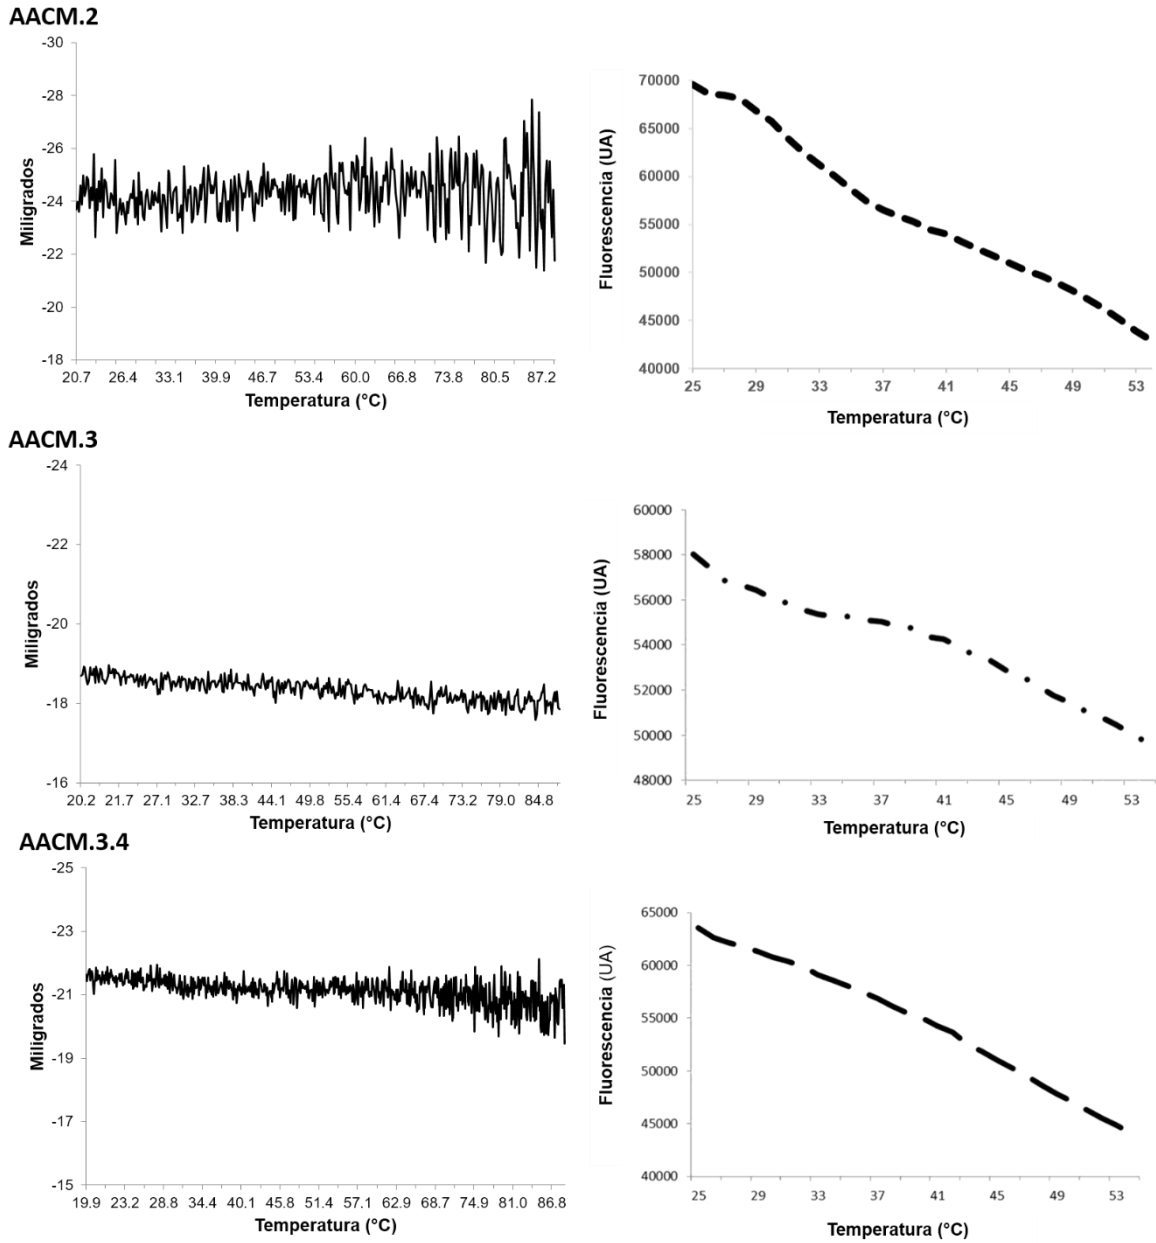 AACM.2
-30
-28
-26
-24
-22
-20
-18
Miligrados
20.7 26.4 33.1 39.9 46.7 53.4 60.0 66.8 73.8 80.5 87.2
Temperatura (°C)
70000
65000
60000
55000
50000
45000
40000
Fluorescencia (UA)
25 29 33 37 41 45 49 53
Temperatura (°C)
AACM.3
-24
-22
-20
-18
-16
Miligrados
20.2 21.7 27.1 32.7 38.3 44.1 49.8 55.4 61.4 67.4 73.2 79.0 84.8
Temperatura (°C)
60000
58000
56000
54000
52000
50000
48000
Fluorescencia (UA)
25 29 33 37 41 45 49 53
Temperatura (°C)
AACM.3.4
-25
-23
-21
-19
-17
-15
Miligrados
19.9 23.2 28.8 34.4 40.1 45.8 51.4 57.1 62.9 68.7 74.9 81.0 86.8
Temperatura (°C)
65000
60000
55000
50000
45000
40000
Fluorescencia (UA)
25 29 33 37 41 45 49 53
Temperatura (°C)